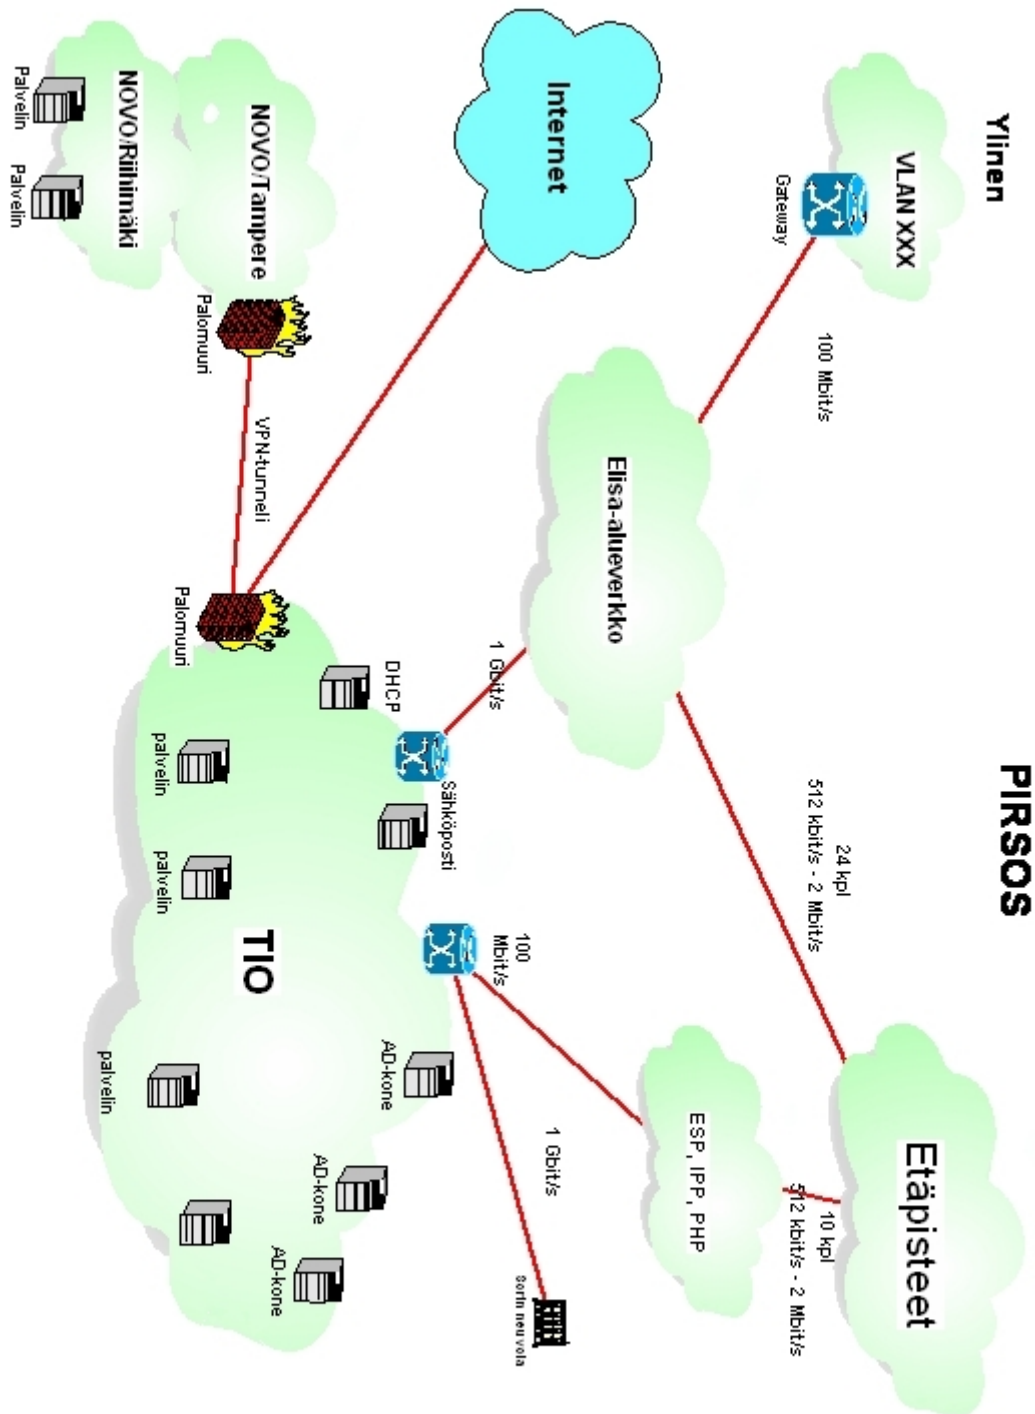 PIRSOS
Ylinen
VLAN XXX
Gateway
100 Mbit/s
Internet
NOVO/Tampere
NOVO/Riihimäki
Palvelin
Palvelin
Palomuuri
VPN-tunneli
Palomuuri
Elisa-alueverkko
1 Gbit/s
24 kpl
512 kbit/s - 2 Mbit/s
Etäpisteet
10 kpl
512 kbit/s - 2 Mbit/s
ESP, IPP, PHP
100
Mbit/s
1 Gbit/s
Sorin neuvola
DHCP
Sähköposti
palvelin
palvelin
TIO
palvelin
AD-kone
AD-kone
AD-kone